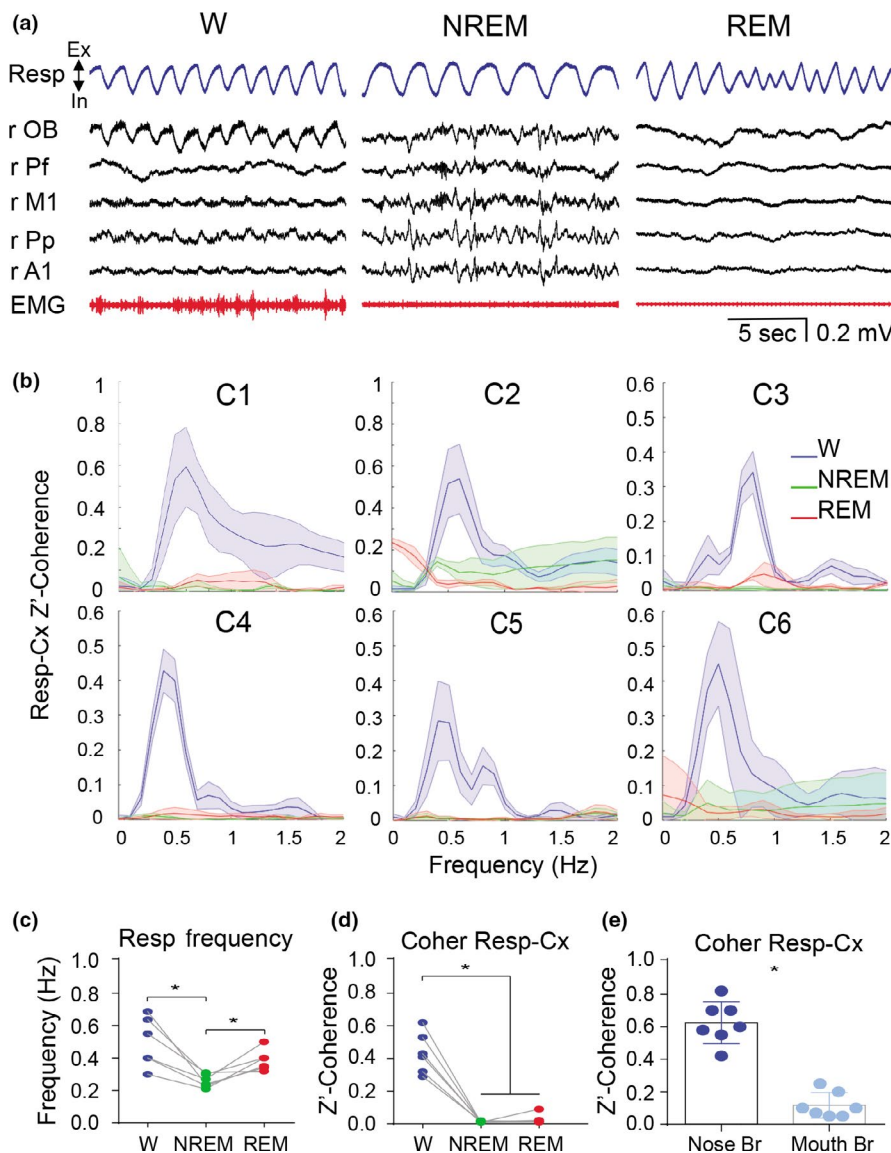 (a) W NREM REM
Ex
Resp
In
r OB
r Pf
r M1
r Pp
r A1
EMG
5 sec 0.2 mV
(b)
C1 C2 C3
1 1 0.6
0.8 0.8 0.5
0.6 0.6 0.4
0.4 0.4 0.3
0.2 0.2 0.2
0 0 0.1
0
W
NREM
REM
Resp-Cx Z'-Coherence
C4 C5 C6
0.6 0.6 0.6
0.5 0.5 0.5
0.4 0.4 0.4
0.3 0.3 0.3
0.2 0.2 0.2
0.1 0.1 0.1
0 0 0
0 0.5 1 1.5 2 0 0.5 1 1.5 2 0 0.5 1 1.5 2
Frequency (Hz)
(c) Resp frequency
Frequency (Hz)
1.0
0.8
0.6
0.4
0.2
0.0
* *
W NREM REM
(d) Coher Resp-Cx
Z'-Coherence
1.0
0.8
0.6
0.4
0.2
0.0
*
W NREM REM
(e) Coher Resp-Cx
Z'-Coherence
1.0
0.8
0.6
0.4
0.2
0.0
*
Nose Br Mouth Br